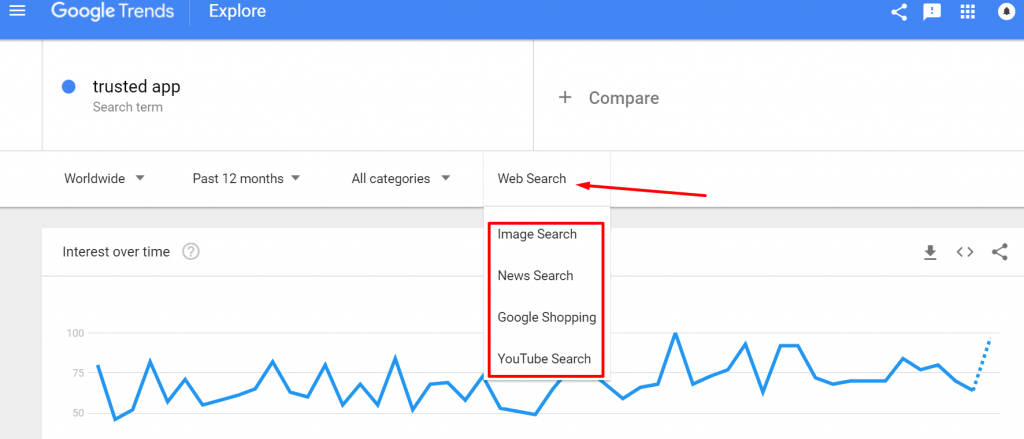 Google Trends Explore
trusted app
Search term
+ Compare
Worldwide Past 12 months All categories Web Search
Image Search
News Search
Google Shopping
YouTube Search
Interest over time ?
100
75
50